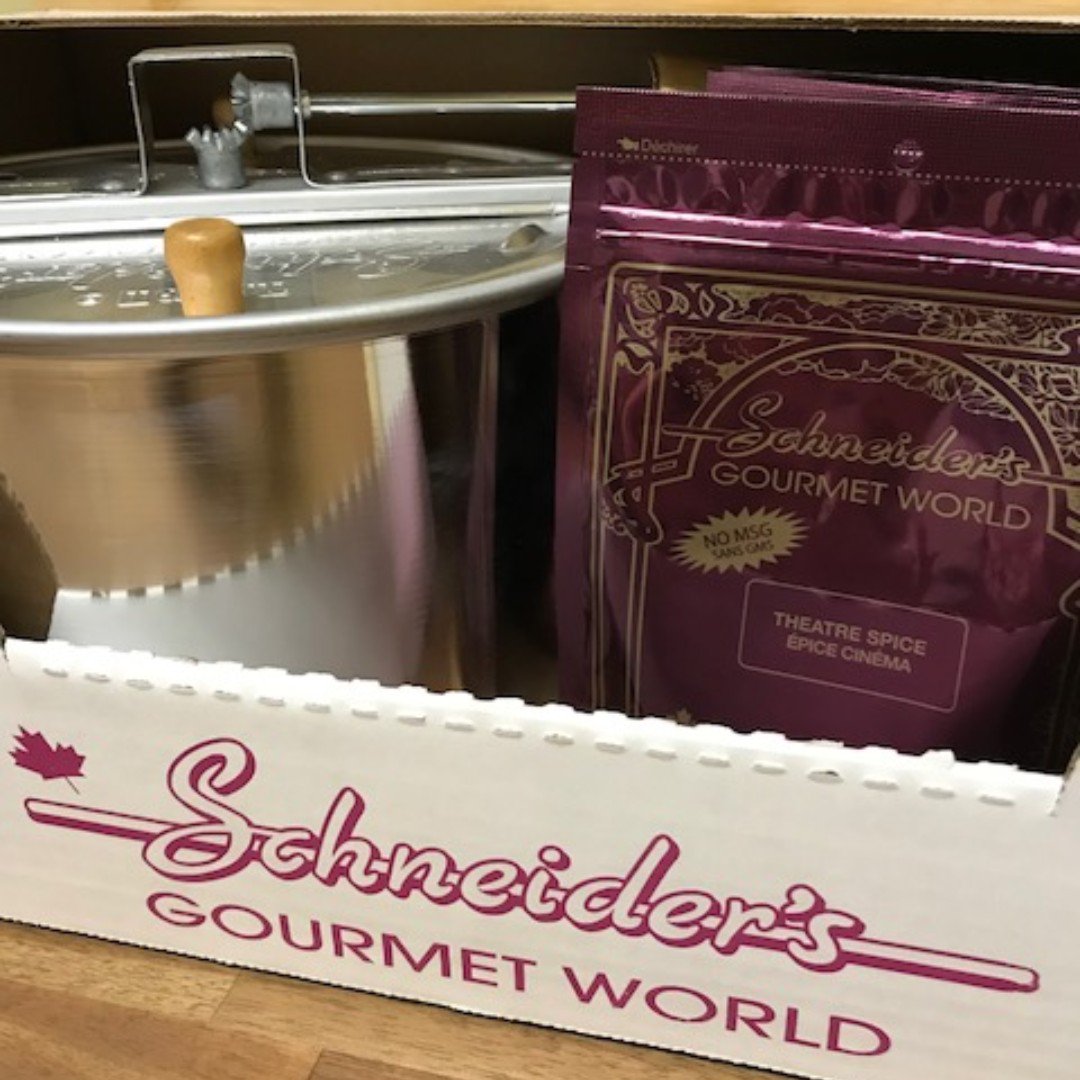 Déchirer
Schneider's
GOURMET WORLD
NO MSG
SANS GMS
THEATRE SPICE
ÉPICE CINÉMA
Schneider's
GOURMET WORLD